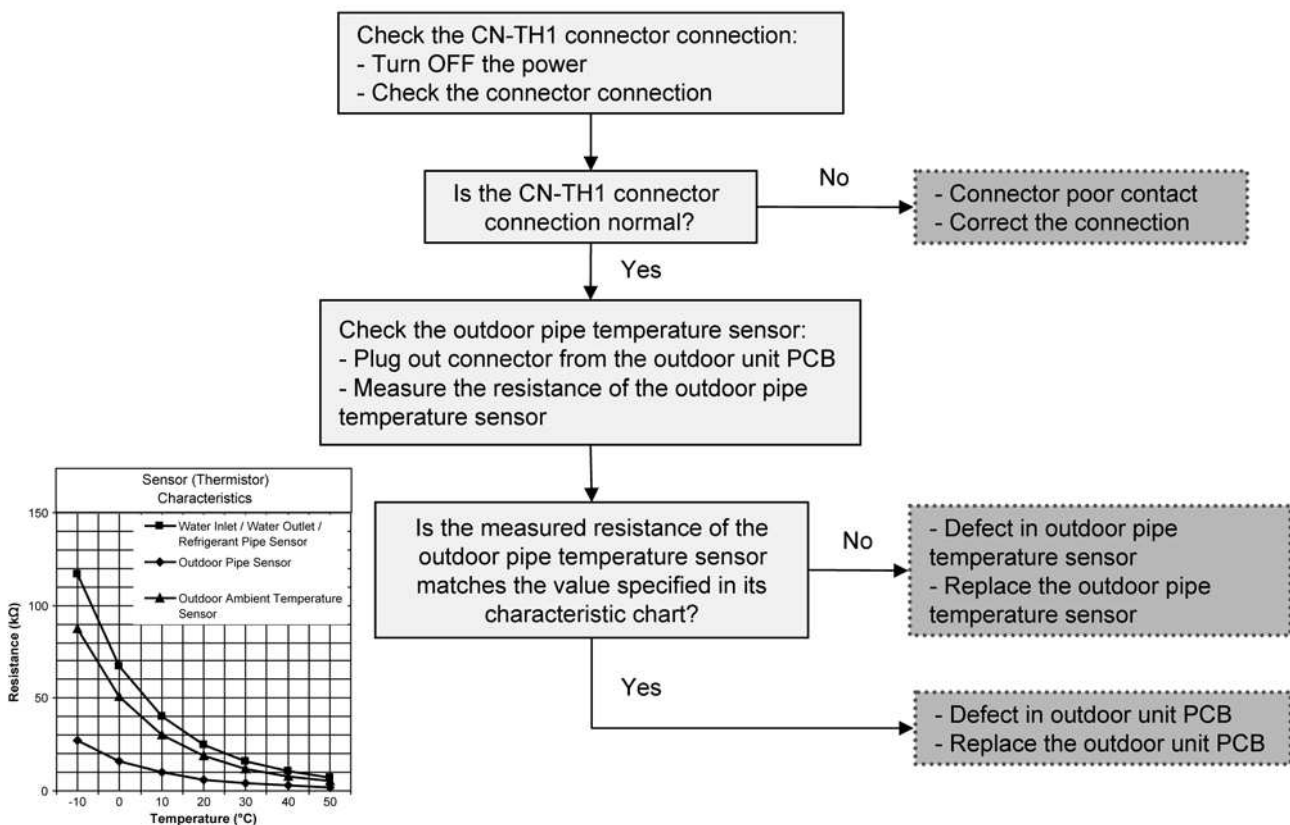 Check the CN-TH1 connector connection:
- Turn OFF the power
- Check the connector connection
Is the CN-TH1 connector
connection normal?
No
- Connector poor contact
- Correct the connection
Yes
Check the outdoor pipe temperature sensor:
- Plug out connector from the outdoor unit PCB
- Measure the resistance of the outdoor pipe
temperature sensor
Is the measured resistance of the
outdoor pipe temperature sensor
matches the value specified in its
characteristic chart?
No
- Defect in outdoor pipe
temperature sensor
- Replace the outdoor pipe
temperature sensor
Yes
- Defect in outdoor unit PCB
- Replace the outdoor unit PCB
Sensor (Thermistor)
Characteristics
Water Inlet / Water Outlet /
Refrigerant Pipe Sensor
Outdoor Pipe Sensor
Outdoor Ambient Temperature
Sensor
Resistance (kΩ)
150
100
50
0
-10 0 10 20 30 40 50
Temperature (°C)